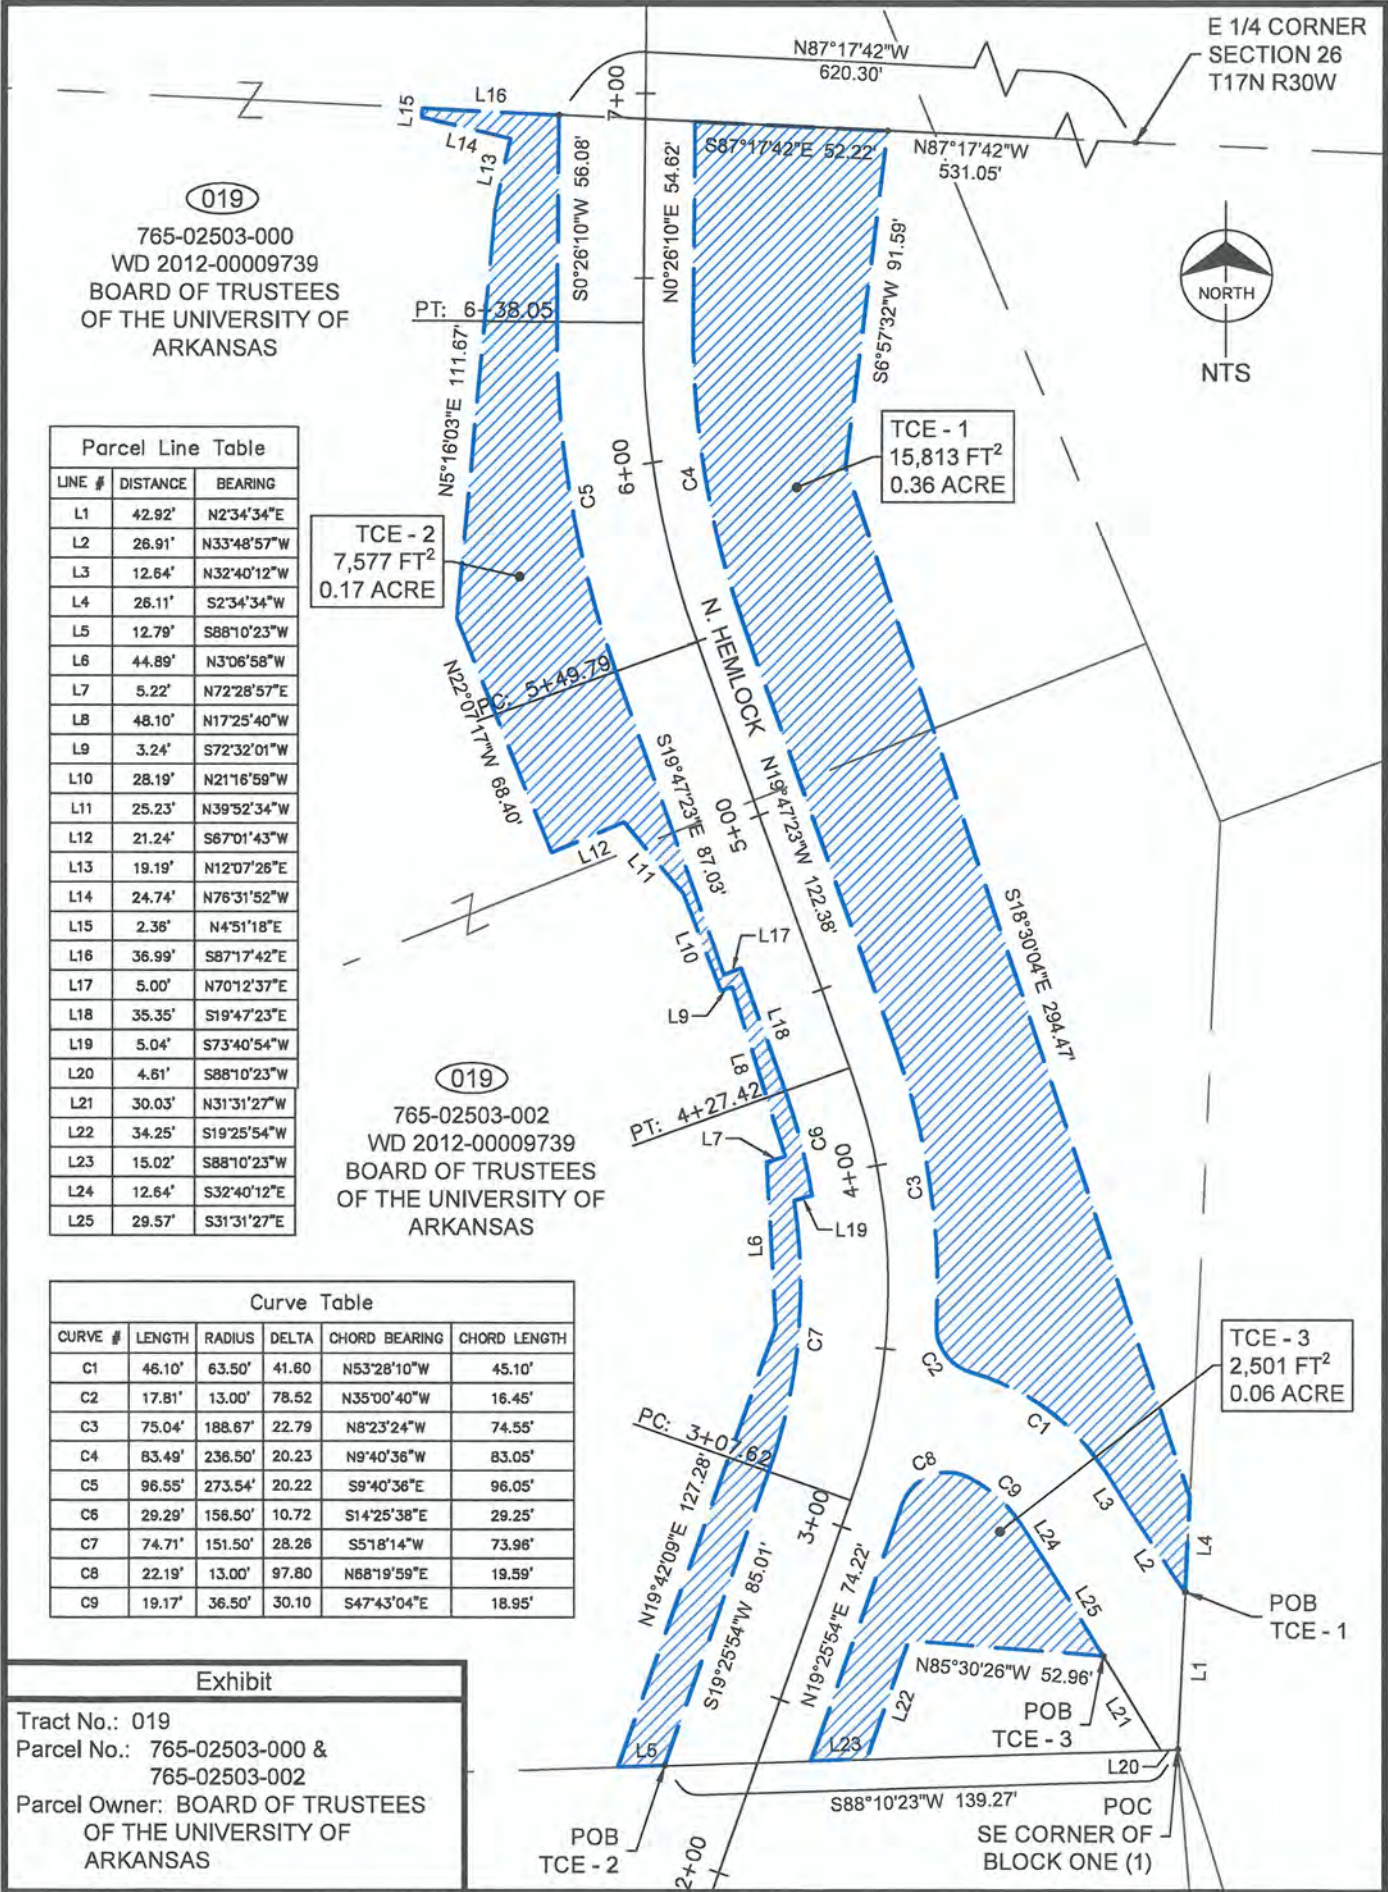 N87°17'42"W
620.30'
E 1/4 CORNER
SECTION 26
T17N R30W
7+00
L15
L16
L14
L13
S87°17'42"E 52.22'
N87°17'42"W
531.05'
S0°26'10"W 56.08'
N0°26'10"E 54.62'
S6°57'32"W 91.59'
NORTH
NTS
019
765-02503-000
WD 2012-00009739
BOARD OF TRUSTEES
OF THE UNIVERSITY OF
ARKANSAS
PT: 6+38.05
N5°16'03"E 111.67'
TCE - 1
15,813 FT²
0.36 ACRE
C4
C5
6+00
TCE - 2
7,577 FT²
0.17 ACRE
Parcel Line Table
LINE # DISTANCE BEARING
L1 42.92' N2°34'34"E
L2 26.91' N33°48'57"W
L3 12.64' N32°40'12"W
L4 26.11' S2°34'34"W
L5 12.79' S88°10'23"W
L6 44.89' N3°06'58"W
L7 5.22' N72°28'57"E
L8 48.10' N17°25'40"W
L9 3.24' S72°32'01"W
L10 28.19' N21°16'59"W
L11 25.23' N39°52'34"W
L12 21.24' S67°01'43"W
L13 19.19' N12°07'26"E
L14 24.74' N76°31'52"W
L15 2.36' N4°51'18"E
L16 36.99' S87°17'42"E
L17 5.00' N70°12'37"E
L18 35.35' S19°47'23"E
L19 5.04' S73°40'54"W
L20 4.61' S88°10'23"W
L21 30.03' N31°31'27"W
L22 34.25' S19°25'54"W
L23 15.02' S88°10'23"W
L24 12.64' S32°40'12"E
L25 29.57' S31°31'27"E
N. HEMLOCK
PC: 5+49.79
N22°07'17"W 68.40'
S19°47'23"E 87.03'
N19°47'23"W 122.38'
5+00
L12
L11
L10
L17
L9
L18
L8
S18°30'04"E 294.47'
019
765-02503-002
WD 2012-00009739
BOARD OF TRUSTEES
OF THE UNIVERSITY OF
ARKANSAS
PT: 4+27.42
L7
C6
4+00
C3
L19
L6
C7
C2
C1
TCE - 3
2,501 FT²
0.06 ACRE
Curve Table
CURVE # LENGTH RADIUS DELTA CHORD BEARING CHORD LENGTH
C1 46.10' 63.50' 41.60 N53°28'10"W 45.10'
C2 17.81' 13.00' 78.52 N35°00'40"W 16.45'
C3 75.04' 188.67' 22.79 N8°23'24"W 74.55'
C4 83.49' 236.50' 20.23 N9°40'36"W 83.05'
C5 96.55' 273.54' 20.22 S9°40'36"E 96.05'
C6 29.29' 156.50' 10.72 S14°25'38"E 29.25'
C7 74.71' 151.50' 28.26 S5°18'14"W 73.96'
C8 22.19' 13.00' 97.80 N68°19'59"E 19.59'
C9 19.17' 36.50' 30.10 S47°43'04"E 18.95'
PC: 3+07.62
C8
C9
L3
L24
L2
L4
L25
3+00
N19°42'09"E 127.28'
S19°25'54"W 85.01'
N19°25'54"E 74.22'
POB
TCE - 1
L1
L22
N85°30'26"W 52.96'
POB
TCE - 3
L21
L5
L23
L20
S88°10'23"W 139.27'
POB
TCE - 2
2+00
POC
SE CORNER OF
BLOCK ONE (1)
Exhibit
Tract No.: 019
Parcel No.: 765-02503-000 &
765-02503-002
Parcel Owner: BOARD OF TRUSTEES
OF THE UNIVERSITY OF
ARKANSAS